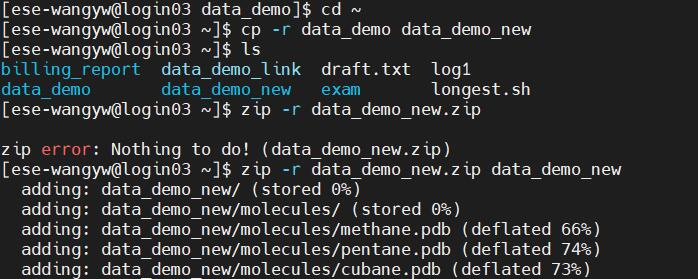 [ese-wangyw@login03 data_demo]$ cd ~
[ese-wangyw@login03 ~]$ cp -r data_demo data_demo_new
[ese-wangyw@login03 ~]$ ls
billing_report  data_demo_link  draft.txt  log1
data_demo       data_demo_new   exam       longest.sh
[ese-wangyw@login03 ~]$ zip -r data_demo_new.zip

zip error: Nothing to do! (data_demo_new.zip)
[ese-wangyw@login03 ~]$ zip -r data_demo_new.zip data_demo_new
  adding: data_demo_new/ (stored 0%)
  adding: data_demo_new/molecules/ (stored 0%)
  adding: data_demo_new/molecules/methane.pdb (deflated 66%)
  adding: data_demo_new/molecules/pentane.pdb (deflated 74%)
  adding: data_demo_new/molecules/cubane.pdb (deflated 73%)